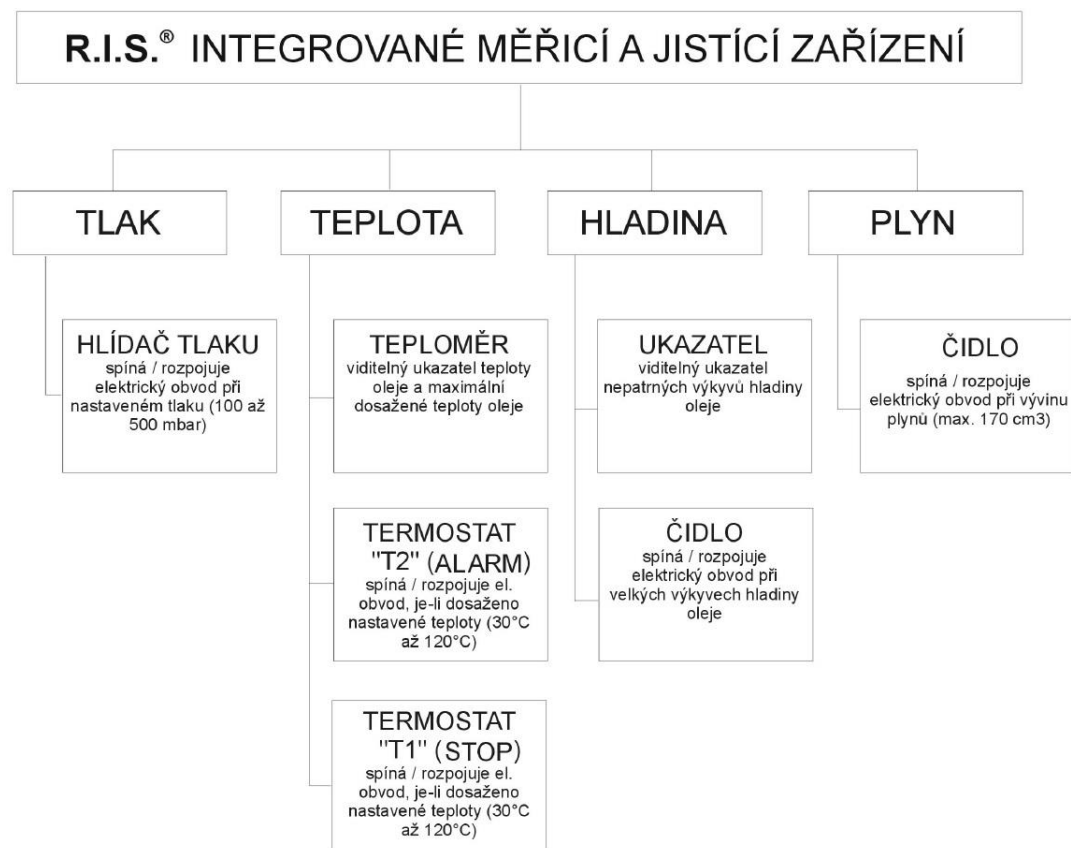 R.I.S.® INTEGROVANÉ MĚŘICÍ A JISTÍCÍ ZAŘÍZENÍ
TLAK
TEPLOTA
HLADINA
PLYN
HLÍDAČ TLAKU
spíná / rozpojuje
elektrický obvod při
nastaveném tlaku (100 až
500 mbar)
TEPLOMĚR
viditelný ukazatel teploty
oleje a maximální
dosažené teploty oleje
UKAZATEL
viditelný ukazatel
nepatrných výkyvů hladiny
oleje
ČIDLO
spíná / rozpojuje
elektrický obvod při vývinu
plynů (max. 170 cm3)
TERMOSTAT
"T2" (ALARM)
spíná / rozpojuje el.
obvod, je-li dosaženo
nastavené teploty (30°C
až 120°C)
ČIDLO
spíná / rozpojuje
elektrický obvod při
velkých výkyvech hladiny
oleje
TERMOSTAT
"T1" (STOP)
spíná / rozpojuje el.
obvod, je-li dosaženo
nastavené teploty (30°C
až 120°C)